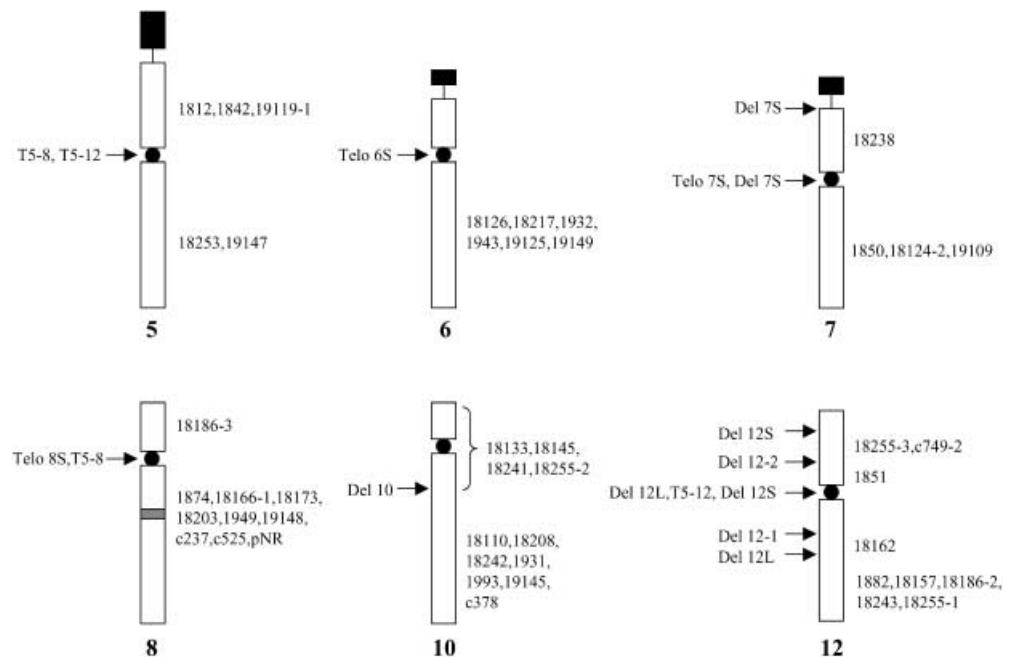 1812,1842,19119-1
T5-8, T5-12
18253,19147
5
Telo 6S
18126,18217,1932,
1943,19125,19149
6
Del 7S
18238
Telo 7S, Del 7S
1850,18124-2,19109
7
18186-3
Telo 8S,T5-8
1874,18166-1,18173,
18203,1949,19148,
c237,c525,pNR
8
18133,18145,
18241,18255-2
Del 10
18110,18208,
18242,1931,
1993,19145,
c378
10
Del 12S
18255-3,c749-2
Del 12-2
1851
Del 12L,T5-12, Del 12S
Del 12-1
18162
Del 12L
1882,18157,18186-2,
18243,18255-1
12